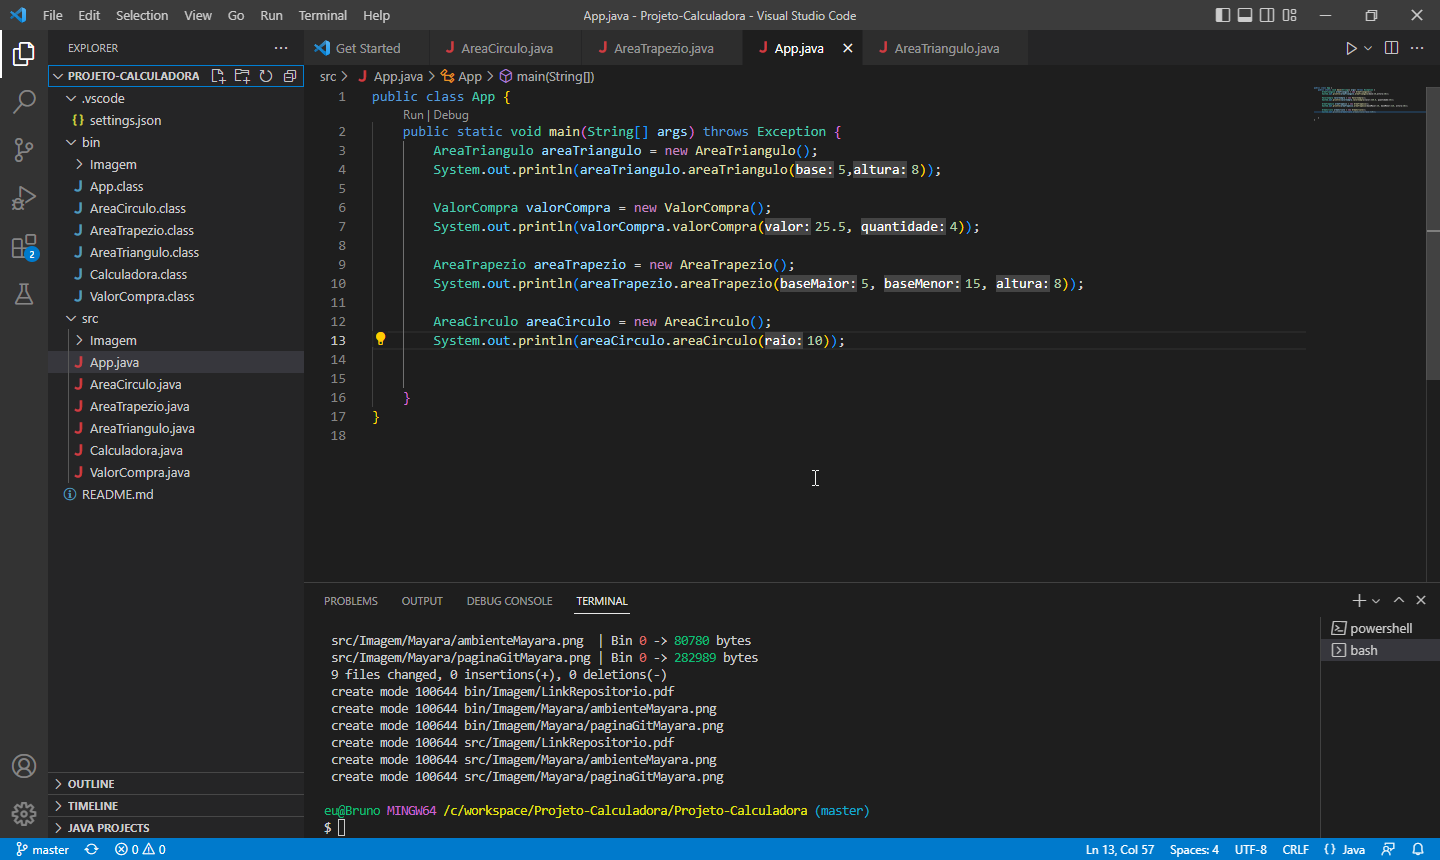 File Edit Selection View Go Run Terminal Help
App.java - Projeto-Calculadora - Visual Studio Code
EXPLORER
PROJETO-CALCULADORA
.vscode
{} settings.json
bin
Imagem
J App.class
J AreaCirculo.class
J AreaTrapezio.class
J AreaTriangulo.class
J Calculadora.class
J ValorCompra.class
src
Imagem
J App.java
J AreaCirculo.java
J AreaTrapezio.java
J AreaTriangulo.java
J Calculadora.java
J ValorCompra.java
README.md
2
OUTLINE
TIMELINE
JAVA PROJECTS
Get Started J AreaCirculo.java J AreaTrapezio.java J App.java J AreaTriangulo.java
src > J App.java > App > main(String[])
1 public class App {
Run | Debug
2 public static void main(String[] args) throws Exception {
3 AreaTriangulo areaTriangulo = new AreaTriangulo();
4 System.out.println(areaTriangulo.areaTriangulo(base: 5,altura: 8));
5
6 ValorCompra valorCompra = new ValorCompra();
7 System.out.println(valorCompra.valorCompra(valor: 25.5, quantidade: 4));
8
9 AreaTrapezio areaTrapezio = new AreaTrapezio();
10 System.out.println(areaTrapezio.areaTrapezio(baseMaior: 5, baseMenor: 15, altura: 8));
11
12 AreaCirculo areaCirculo = new AreaCirculo();
13 System.out.println(areaCirculo.areaCirculo(raio: 10));
14
15
16 }
17 }
18
PROBLEMS OUTPUT DEBUG CONSOLE TERMINAL
src/Imagem/Mayara/ambienteMayara.png | Bin 0 -> 80780 bytes
src/Imagem/Mayara/paginaGitMayara.png | Bin 0 -> 282989 bytes
9 files changed, 0 insertions(+), 0 deletions(-)
create mode 100644 bin/Imagem/LinkRepositorio.pdf
create mode 100644 bin/Imagem/Mayara/ambienteMayara.png
create mode 100644 bin/Imagem/Mayara/paginaGitMayara.png
create mode 100644 src/Imagem/LinkRepositorio.pdf
create mode 100644 src/Imagem/Mayara/ambienteMayara.png
create mode 100644 src/Imagem/Mayara/paginaGitMayara.png
eu@Bruno MINGW64 /c/workspace/Projeto-Calculadora/Projeto-Calculadora (master)
$
powershell
bash
master 0 0 Ln 13, Col 57 Spaces: 4 UTF-8 CRLF {} Java